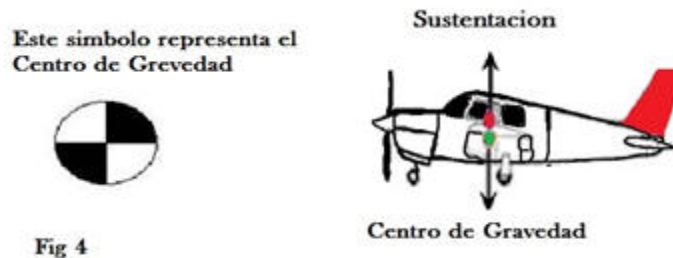 Este simbolo representa el
Centro de Grevedad
Sustentacion
Centro de Gravedad
Fig 4